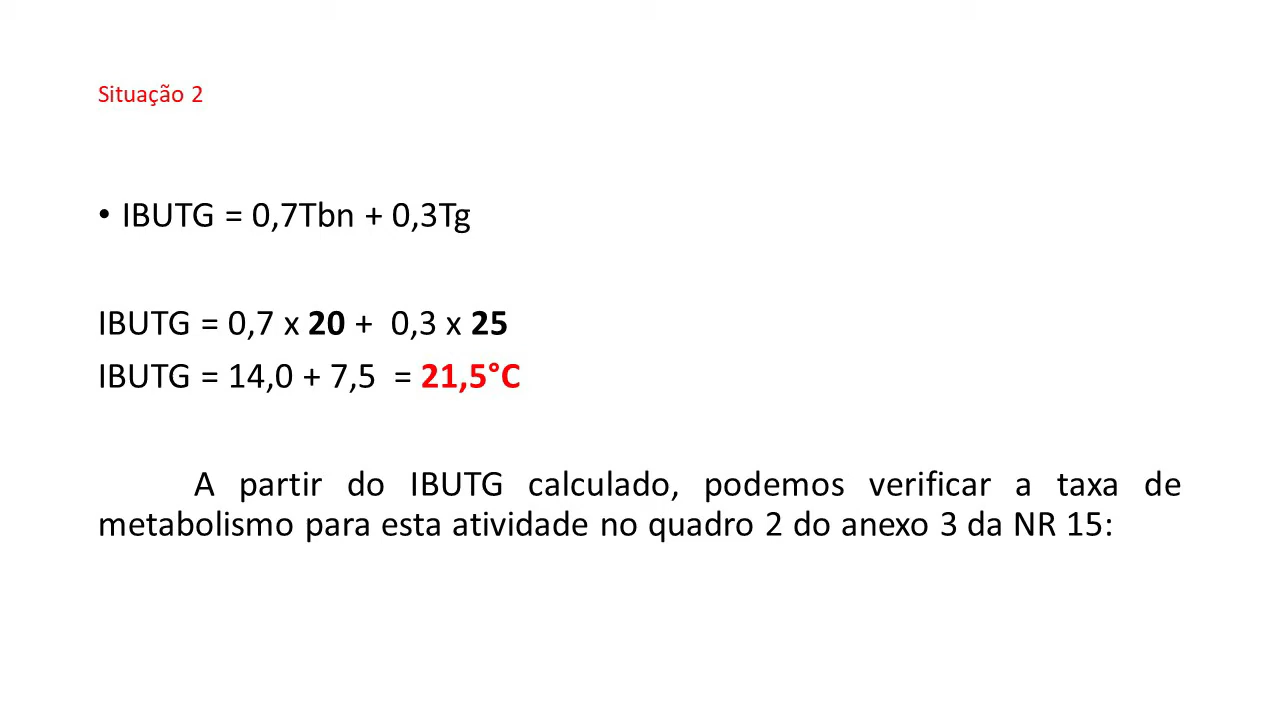 Situação 2
• IBUTG = 0,7Tbn + 0,3Tg
IBUTG = 0,7 x 20 + 0,3 x 25
IBUTG = 14,0 + 7,5 = 21,5°C
A partir do IBUTG calculado, podemos verificar a taxa de
metabolismo para esta atividade no quadro 2 do anexo 3 da NR 15: